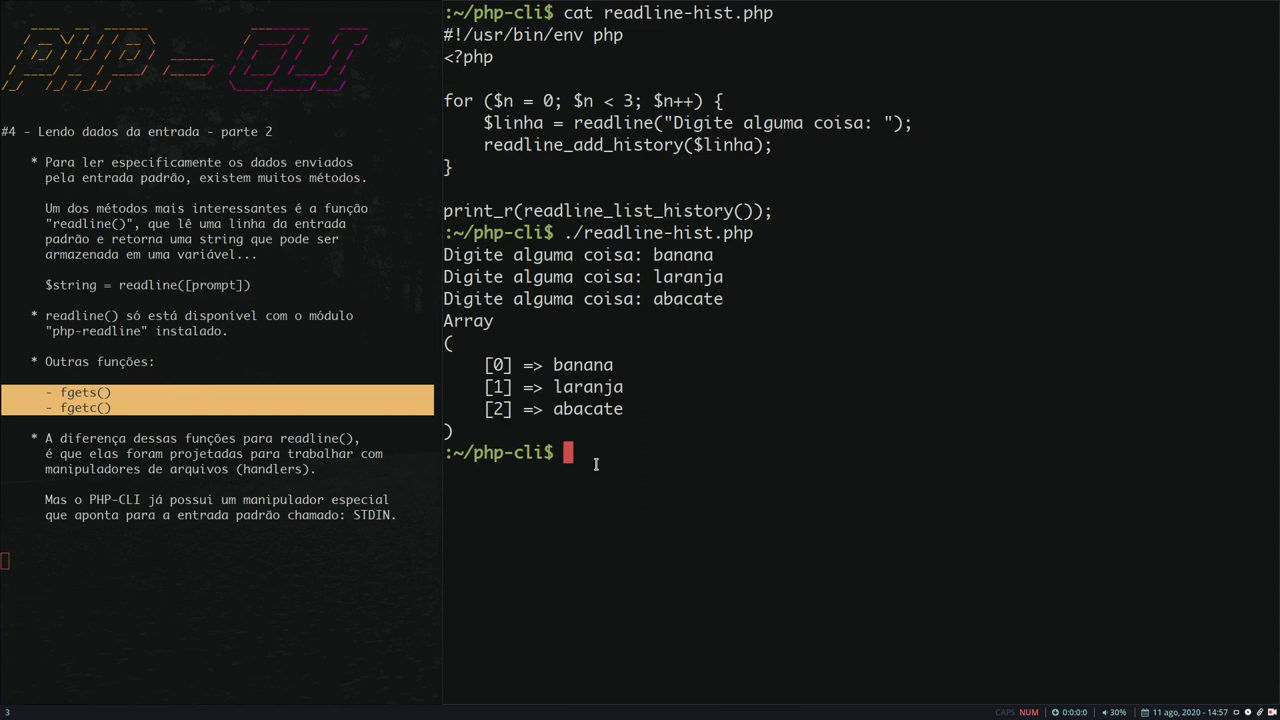 PHP - CLI
#4 - Lendo dados da entrada - parte 2
* Para ler especificamente os dados enviados
pela entrada padrão, existem muitos métodos.
Um dos métodos mais interessantes é a função
"readline()", que lê uma linha da entrada
padrão e retorna uma string que pode ser
armazenada em uma variável...
$string = readline([prompt])
* readline() só está disponível com o módulo
"php-readline" instalado.
* Outras funções:
- fgets()
- fgetc()
* A diferença dessas funções para readline(),
é que elas foram projetadas para trabalhar com
manipuladores de arquivos (handlers).
Mas o PHP-CLI já possui um manipulador especial
que aponta para a entrada padrão chamado: STDIN.
:~/php-cli$ cat readline-hist.php
#!/usr/bin/env php
<?php
for ($n = 0; $n < 3; $n++) {
$linha = readline("Digite alguma coisa: ");
readline_add_history($linha);
}
print_r(readline_list_history());
:~/php-cli$ ./readline-hist.php
Digite alguma coisa: banana
Digite alguma coisa: laranja
Digite alguma coisa: abacate
Array
(
[0] => banana
[1] => laranja
[2] => abacate
)
:~/php-cli$
3
CAPS NUM 0:0:0:0 30% 11 ago, 2020 - 14:57